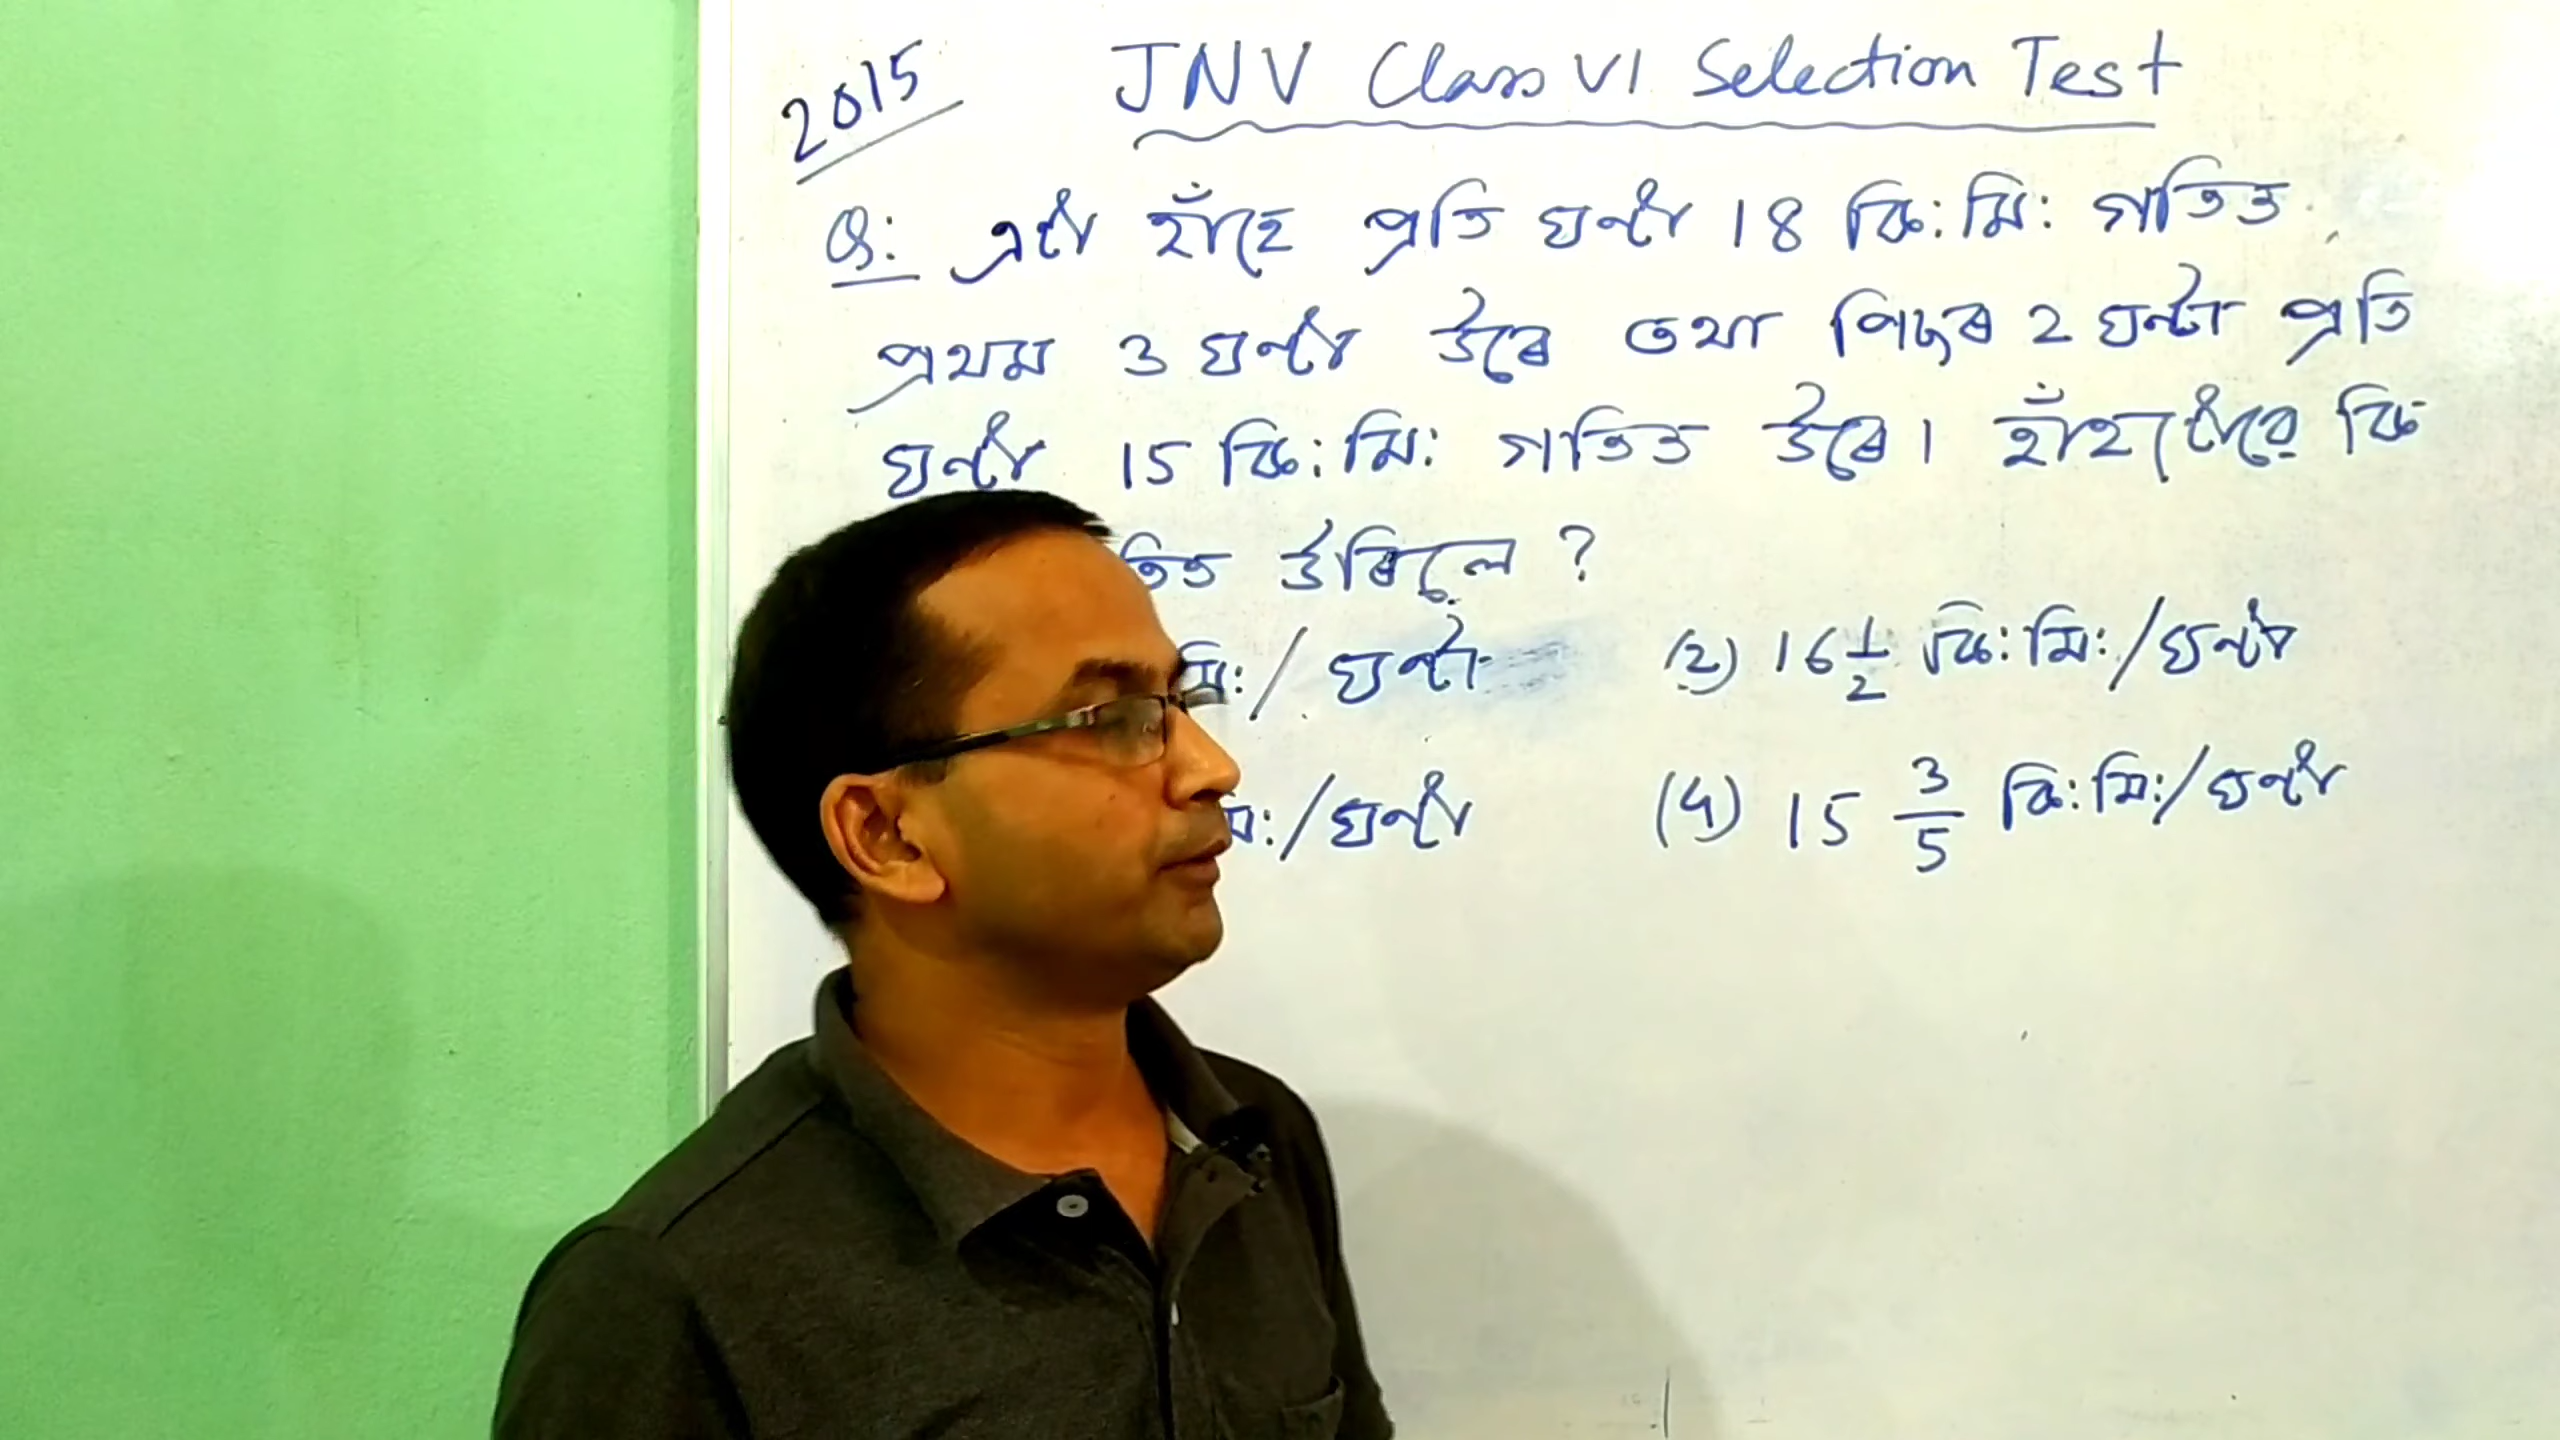 2015
JNV Class VI Selection Test
Q: এটা হাঁহে প্ৰতি ঘন্টা 18 কি:মি: গতিত
প্ৰথম 3 ঘন্টা উৰে তথা পিছৰ 2 ঘন্টা প্ৰতি
ঘন্টা 15 কি:মি: গতিত উৰে। হাঁহটোৱে কি
উৰিলে ?
মি:/ ঘন্টা (2) 16 1/2 কি:মি:/ঘন্টা
মি:/ঘন্টা (4) 15 3/5 কি:মি:/ঘন্টা